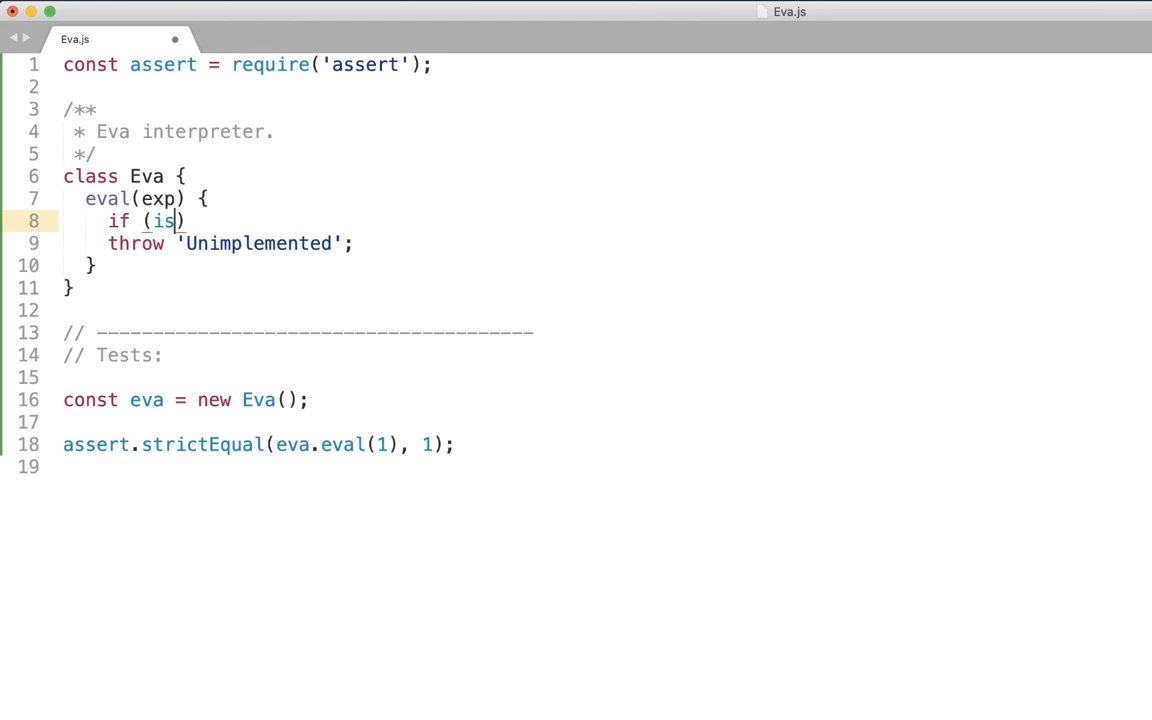 Eva.js
Eva.js
1 const assert = require('assert');
2
3 /**
4 * Eva interpreter.
5 */
6 class Eva {
7 eval(exp) {
8 if (is)
9 throw 'Unimplemented';
10 }
11 }
12
13 // ---------------------------------------
14 // Tests:
15
16 const eva = new Eva();
17
18 assert.strictEqual(eva.eval(1), 1);
19